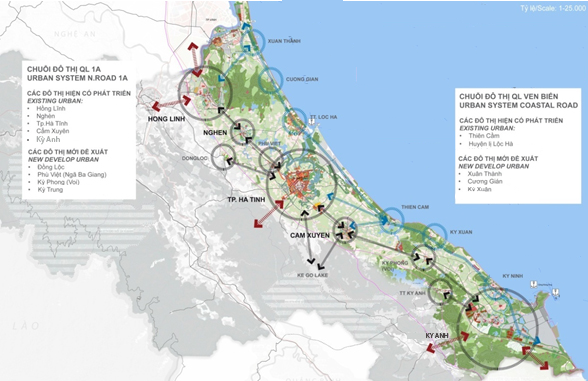 Tỷ lệ/Scale: 1-25.000
NGHỆ AN
XUAN THÀNH
CHUỖI ĐÔ THỊ QL 1A
URBAN SYSTEM N.ROAD 1A
CÁC ĐÔ THỊ HIỆN CÓ PHÁT TRIỂN
EXISTING URBAN:
• Hồng Lĩnh
• Nghèn
• Tp.Hà Tĩnh
• Cẩm Xuyên
• Kỳ Anh
CÁC ĐÔ THỊ MỚI ĐỀ XUẤT
NEW DEVELOP URBAN
• Đồng Lộc
• Phù Việt (Ngã Ba Giang)
• Kỳ Phong (Voi)
• Kỳ Trung
CUONG GIAN
CHUỖI ĐÔ THỊ QL VEN BIỂN
URBAN SYSTEM COASTAL ROAD
CÁC ĐÔ THỊ HIỆN CÓ PHÁT TRIỂN
EXISTING URBAN:
• Thiên Cầm
• Huyện lị Lộc Hà
CÁC ĐÔ THỊ MỚI ĐỀ XUẤT
NEW DEVELOP URBAN
• Xuân Thành
• Cương Gián
• Kỳ Xuân
HONG LINH
TT. LOC HA
NGHEN
PHU VIET
DONGLOC
TP. HA TINH
THIEN CAM
CAM XUYEN
KY XUAN
KE GO LAKE
KY PHONG
KY NINH
TT KY ANH
KY ANH
LÀO